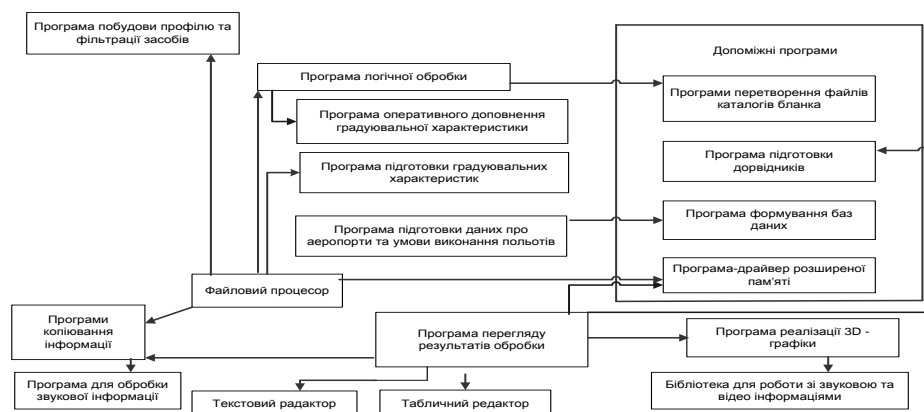 Програма побудови профілю та
фільтрації засобів
Допоміжні програми
Програма логічної обробки
Програми перетворення файлів
каталогів бланка
Програма оперативного доповнення
градуювальної характеристики
Програма підготовки
дорвідників
Програма підготовки градуювальних
характеристик
Програма формування баз
даних
Програма підготовки даних про
аеропорти та умови виконання польотів
Програма-драйвер розширеної
пам'яті
Файловий процесор
Програми
копіювання
інформації
Програма перегляду
результатів обробки
Програма реалізації 3D -
графіки
Програма для обробки
звукової інформації
Текстовий радактор
Табличний редактор
Бібліотека для роботи зі звуковою та
відео інформаціями